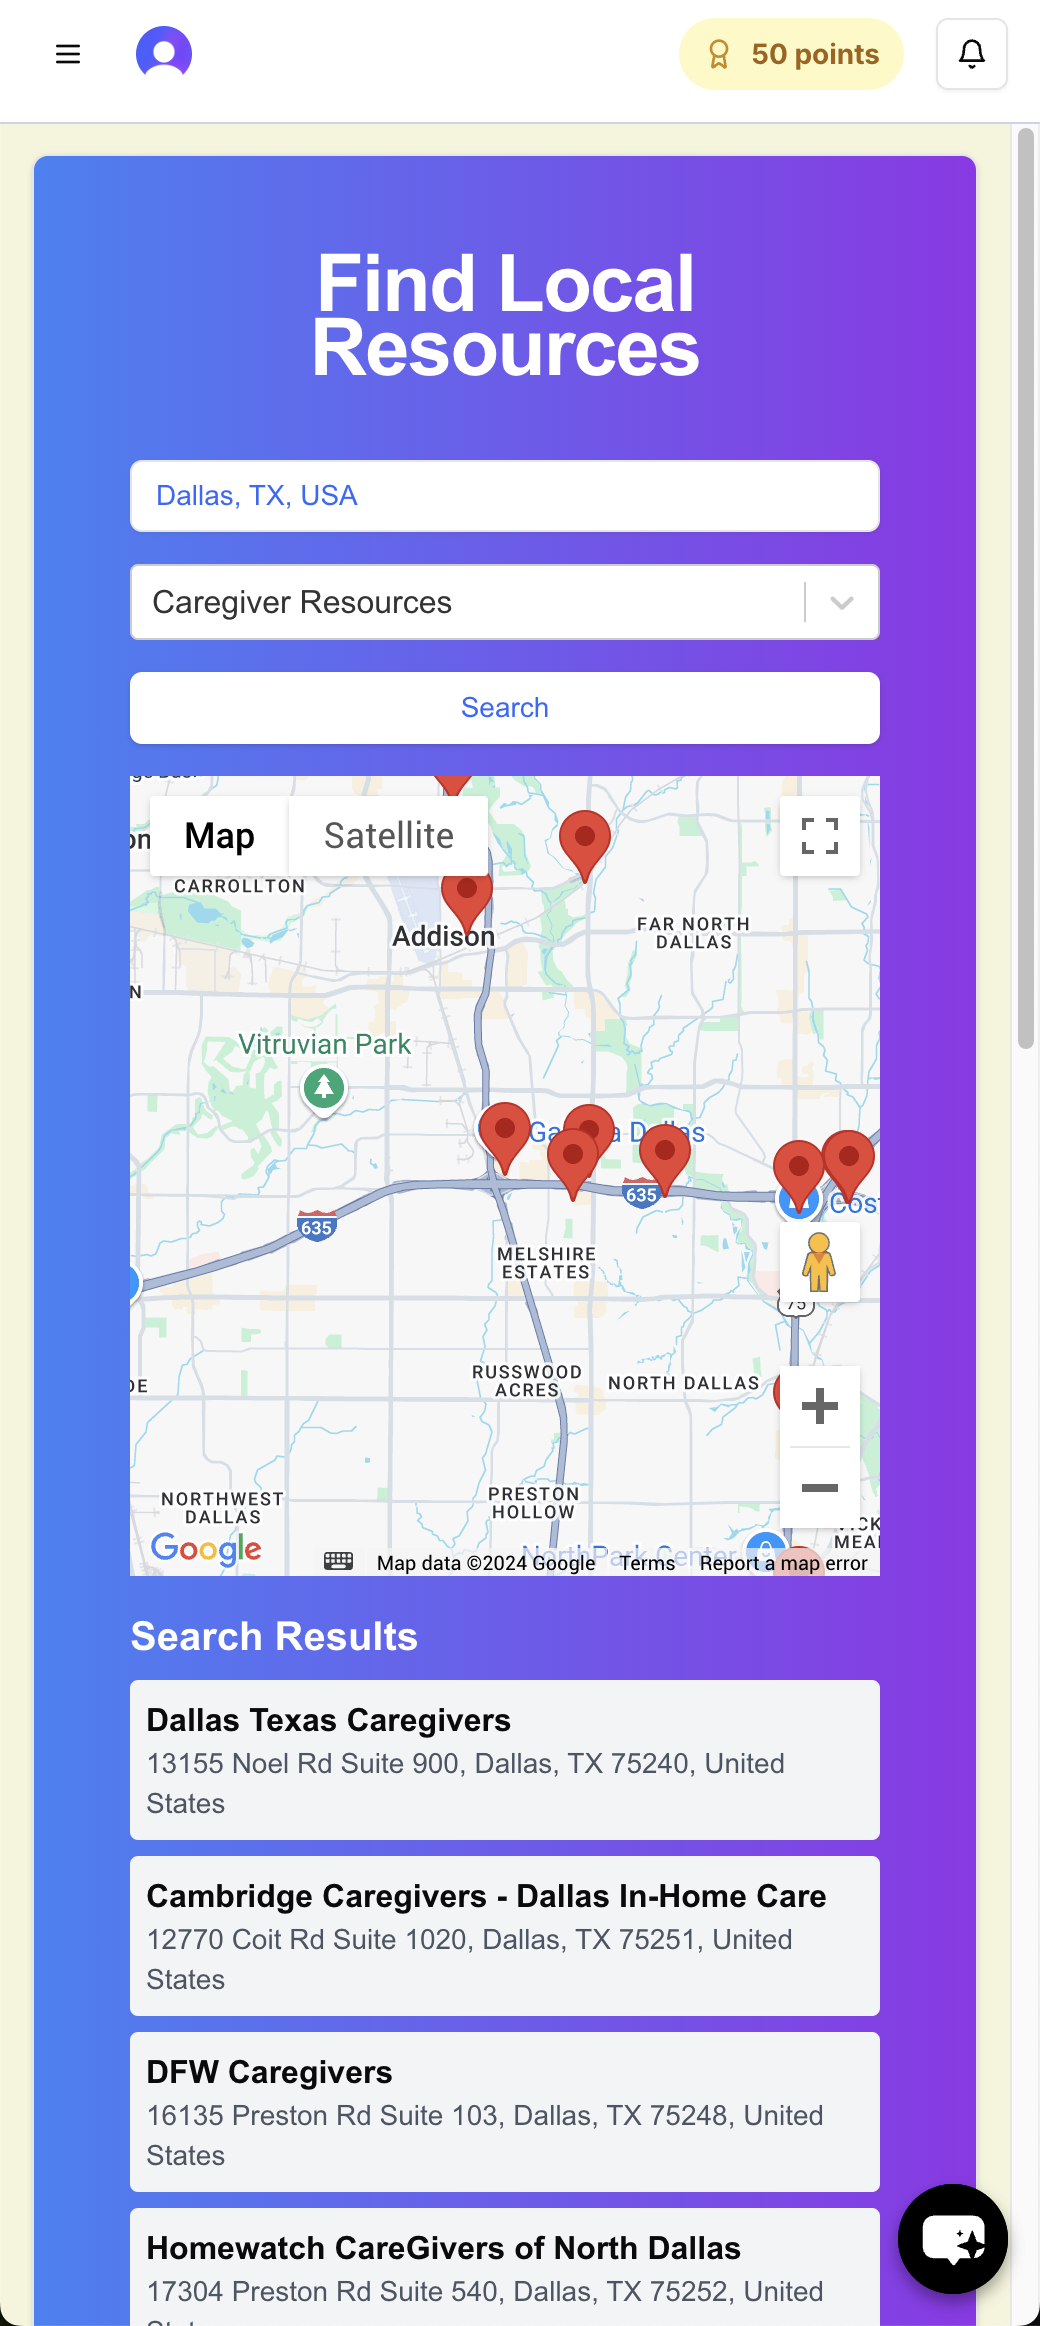 50 points
Find Local
Resources
Dallas, TX, USA
Caregiver Resources
Search
Map
Satellite
CARROLLTON
Addison
FAR NORTH
DALLAS
N
Vitruvian Park
Dallas
635
635
75
MELSHIRE
ESTATES
RUSSWOOD
ACRES
NORTH DALLAS
NORTHWEST
DALLAS
PRESTON
HOLLOW
NorthPark Center
Google
Map data ©2024 Google
Terms
Report a map error
Search Results
Dallas Texas Caregivers
13155 Noel Rd Suite 900, Dallas, TX 75240, United
States
Cambridge Caregivers - Dallas In-Home Care
12770 Coit Rd Suite 1020, Dallas, TX 75251, United
States
DFW Caregivers
16135 Preston Rd Suite 103, Dallas, TX 75248, United
States
Homewatch CareGivers of North Dallas
17304 Preston Rd Suite 540, Dallas, TX 75252, United